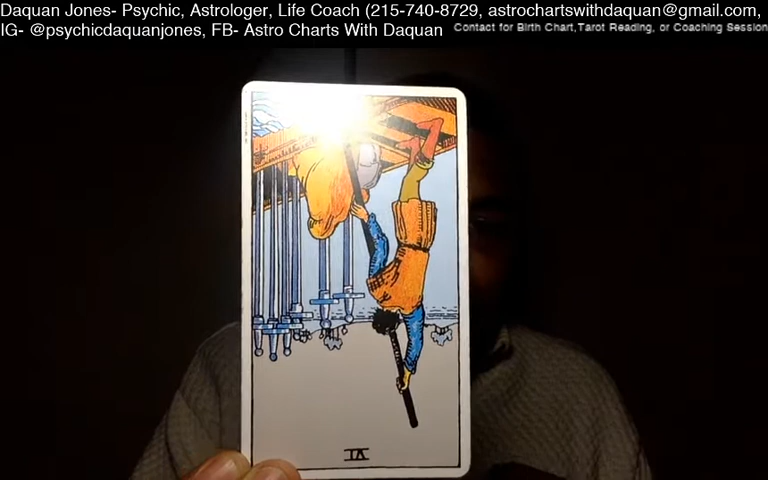 Daquan Jones- Psychic, Astrologer, Life Coach (215-740-8729, astrochartswithdaquan@gmail.com,
IG- @psychicdaquanjones, FB- Astro Charts With Daquan
Contact for Birth Chart,Tarot Reading, or Coaching Session
VI